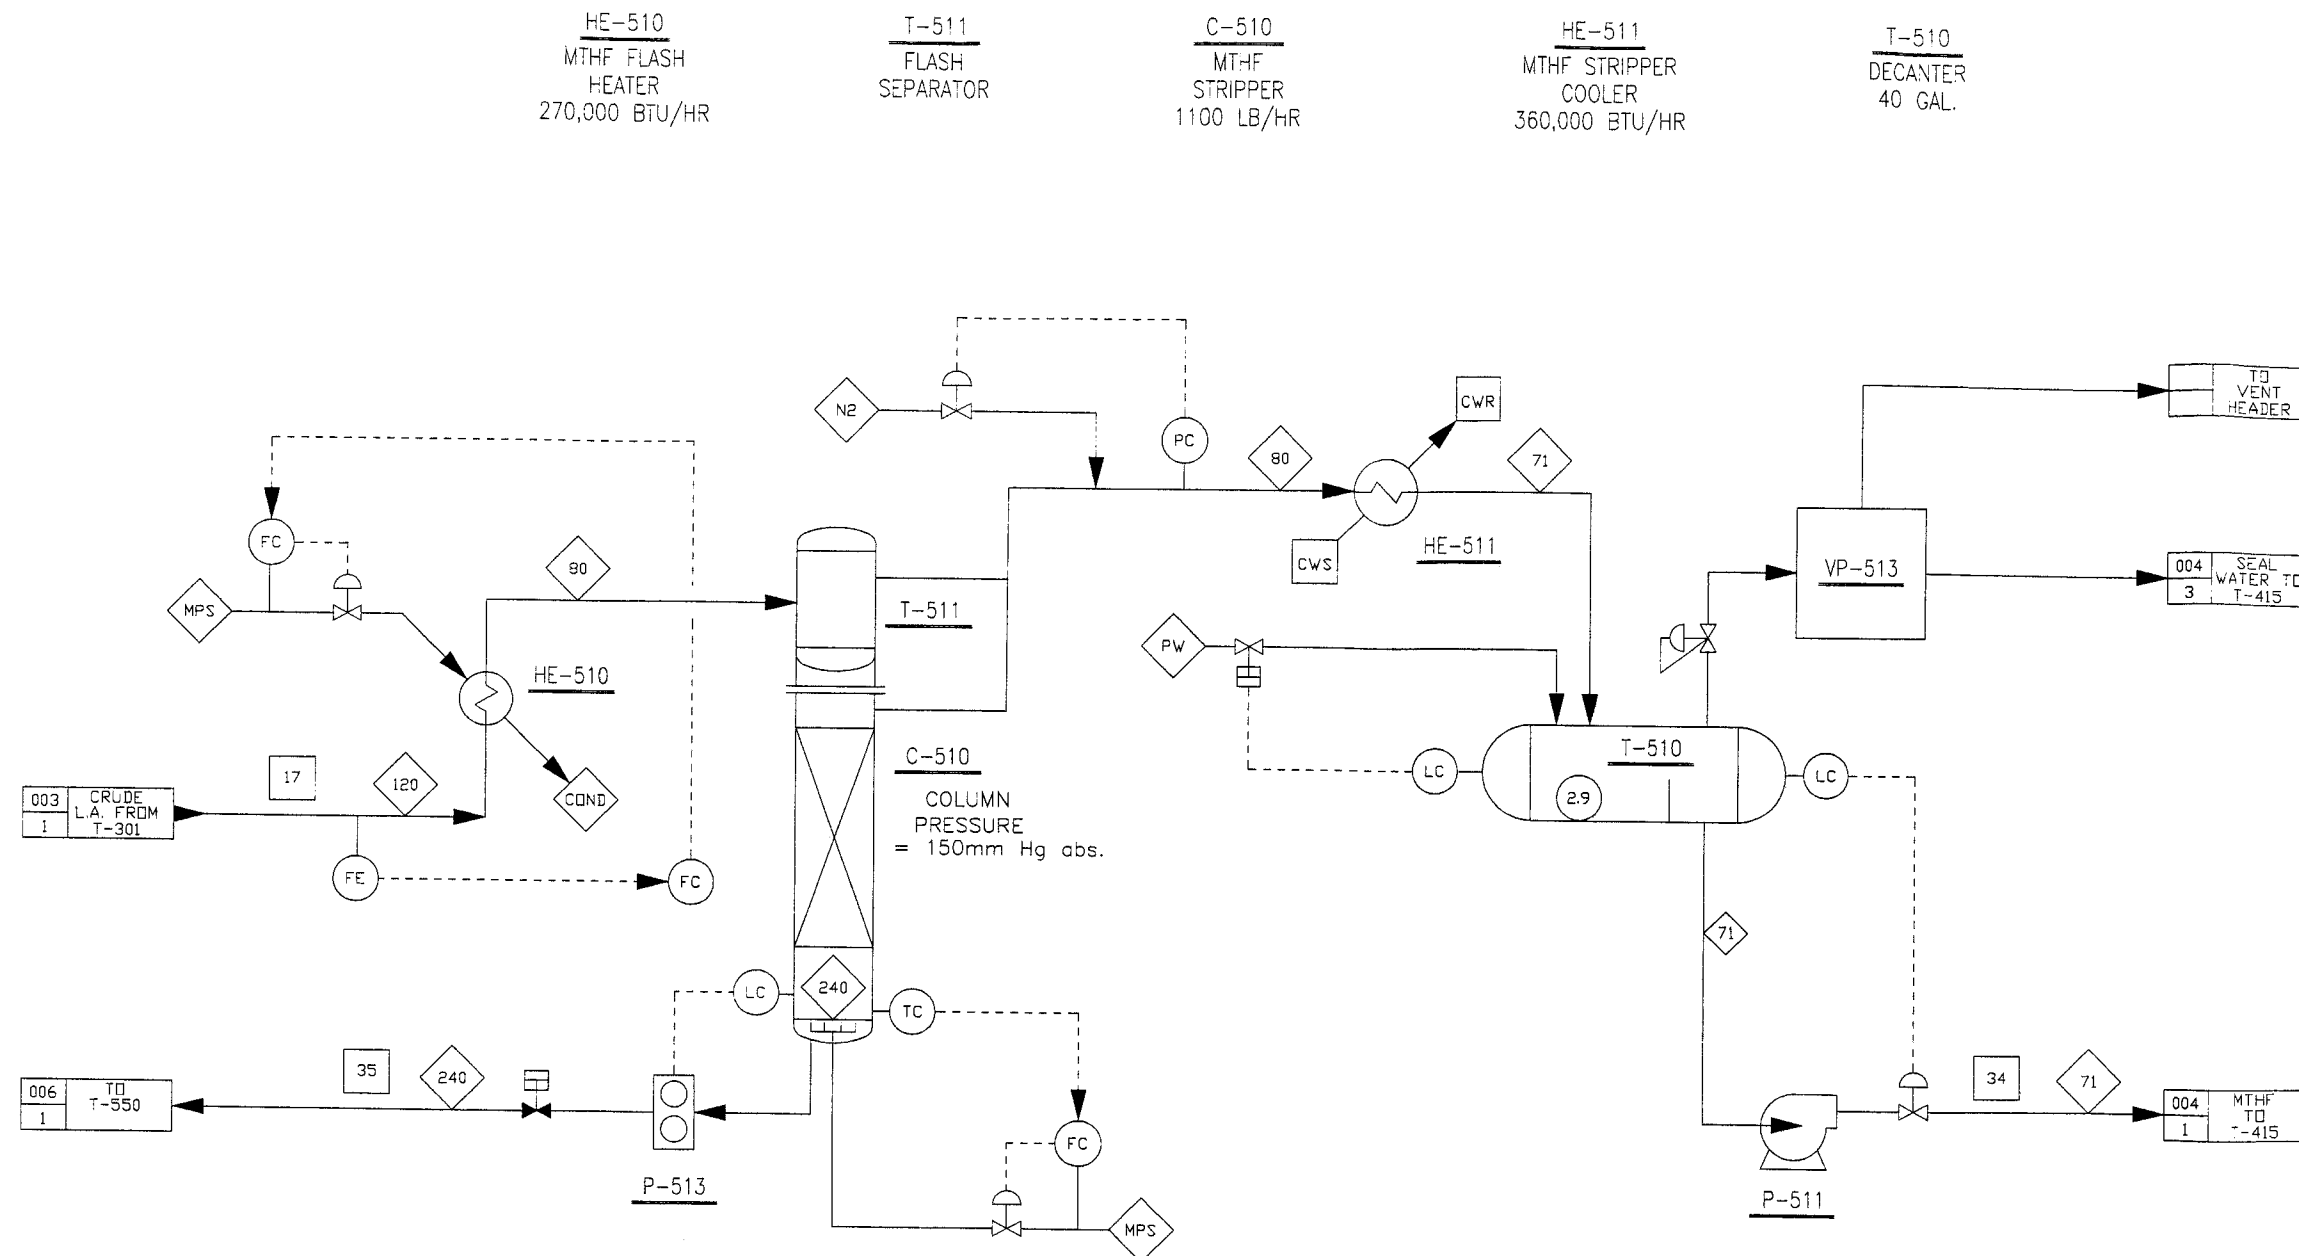 HE-510
MTHF FLASH
HEATER
270,000 BTU/HR
T-511
FLASH
SEPARATOR
C-510
MTHF
STRIPPER
1100 LB/HR
HE-511
MTHF STRIPPER
COOLER
360,000 BTU/HR
T-510
DECANTER
40 GAL.
N2
PC
80
CWR
71
CWS
HE-511
TO
VENT
HEADER
FC
MPS
80
HE-510
T-511
PW
VP-513
004
3
SEAL
WATER TO
T-415
17
120
COND
003
1
CRUDE
L.A. FROM
T-301
FE
FC
C-510
COLUMN
PRESSURE
= 150mm Hg abs.
LC
T-510
2.9
LC
71
LC
240
TC
35
240
006
1
TO
T-550
P-513
FC
MPS
34
71
004
1
MTHF
TO
T-415
P-511